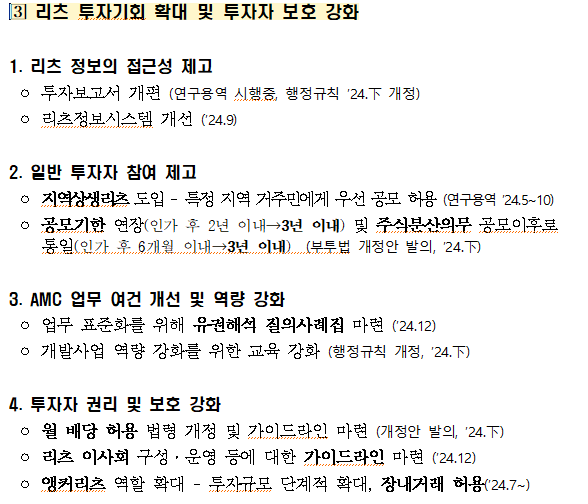 [3] 리츠 투자기회 확대 및 투자자 보호 강화
1. 리츠 정보의 접근성 제고
○ 투자보고서 개편 (연구용역 시행중, 행정규칙 ’24.下 개정)
○ 리츠정보시스템 개선 (’24.9)
2. 일반 투자자 참여 제고
○ 지역상생리츠 도입 - 특정 지역 거주민에게 우선 공모 허용 (연구용역 ’24.5~10)
○ 공모기한 연장(인가 후 2년 이내→3년 이내) 및 주식분산의무 공모이후로
통일(인가 후 6개월 이내→3년 이내) (부투법 개정안 발의, ’24.下)
3. AMC 업무 여건 개선 및 역량 강화
○ 업무 표준화를 위해 유권해석 질의사례집 마련 (’24.12)
○ 개발사업 역량 강화를 위한 교육 강화 (행정규칙 개정, ’24.下)
4. 투자자 권리 및 보호 강화
○ 월 배당 허용 법령 개정 및 가이드라인 마련 (개정안 발의, ’24.下)
○ 리츠 이사회 구성·운영 등에 대한 가이드라인 마련 (’24.12)
○ 앵커리츠 역할 확대 - 투자규모 단계적 확대, 장내거래 허용(’24.7~)